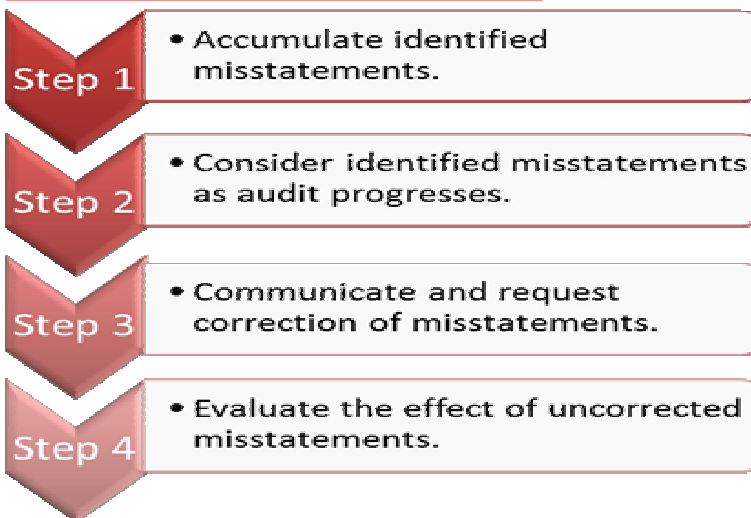 Step 1
• Accumulate identified
misstatements.
Step 2
• Consider identified misstatements
as audit progresses.
Step 3
• Communicate and request
correction of misstatements.
Step 4
• Evaluate the effect of uncorrected
misstatements.